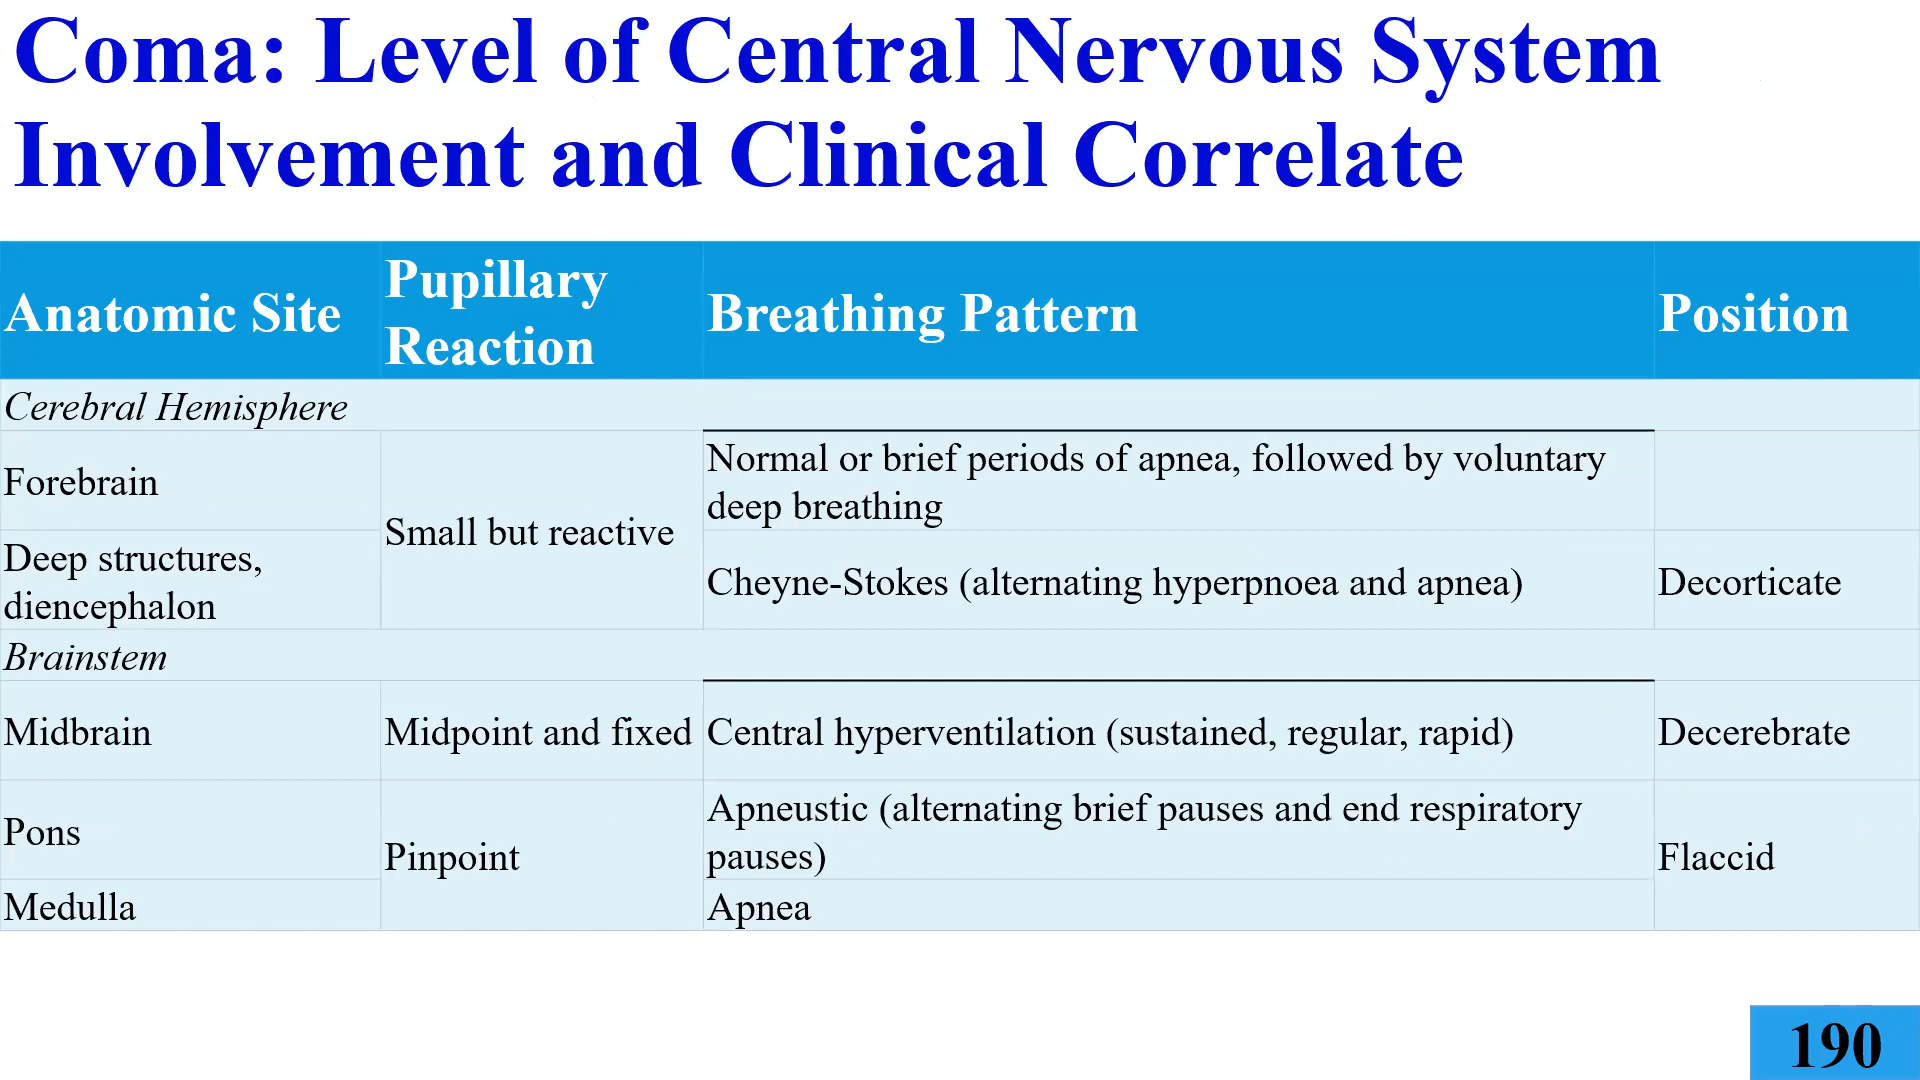 Coma: Level of Central Nervous System
Involvement and Clinical Correlate
Anatomic Site
Pupillary
Reaction
Breathing Pattern
Position
Cerebral Hemisphere
Forebrain
Small but reactive
Normal or brief periods of apnea, followed by voluntary
deep breathing
Deep structures,
diencephalon
Cheyne-Stokes (alternating hyperpnoea and apnea)
Decorticate
Brainstem
Midbrain
Midpoint and fixed
Central hyperventilation (sustained, regular, rapid)
Decerebrate
Pons
Pinpoint
Apneustic (alternating brief pauses and end respiratory
pauses)
Flaccid
Medulla
Apnea
190